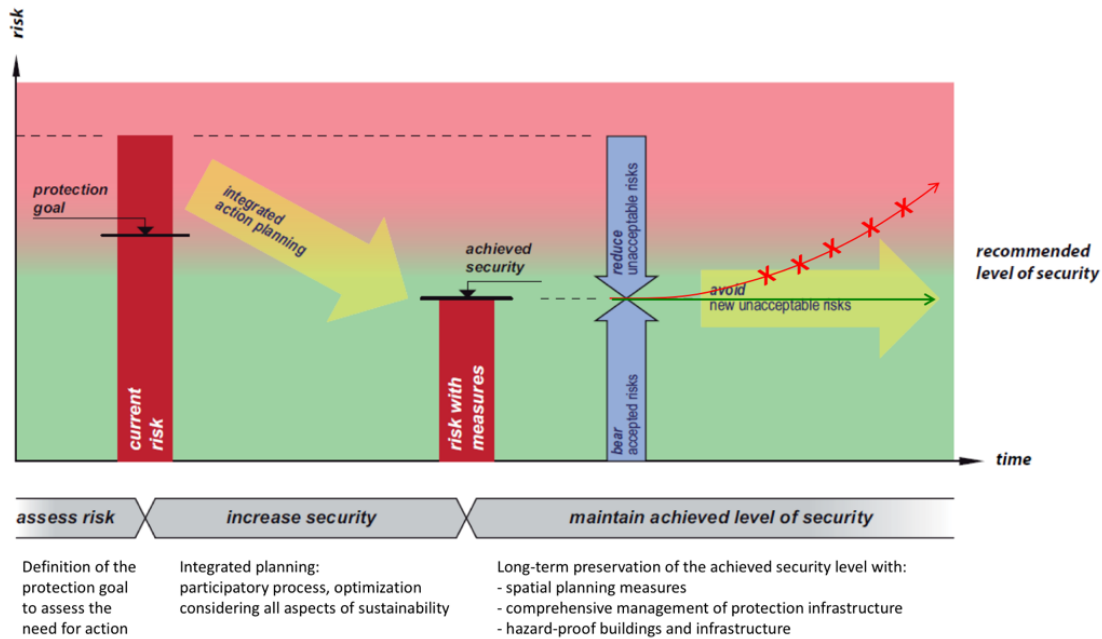 risk
protection
goal
integrated
action planning
achieved
security
reduce
unacceptable risks
avoid
new unacceptable risks
recommended
level of security
current
risk
risk with
measures
bear
accepted risks
time
assess risk
increase security
maintain achieved level of security
Definition of the
protection goal
to assess the
need for action
Integrated planning:
participatory process, optimization
considering all aspects of sustainability
Long-term preservation of the achieved security level with:
- spatial planning measures
- comprehensive management of protection infrastructure
- hazard-proof buildings and infrastructure